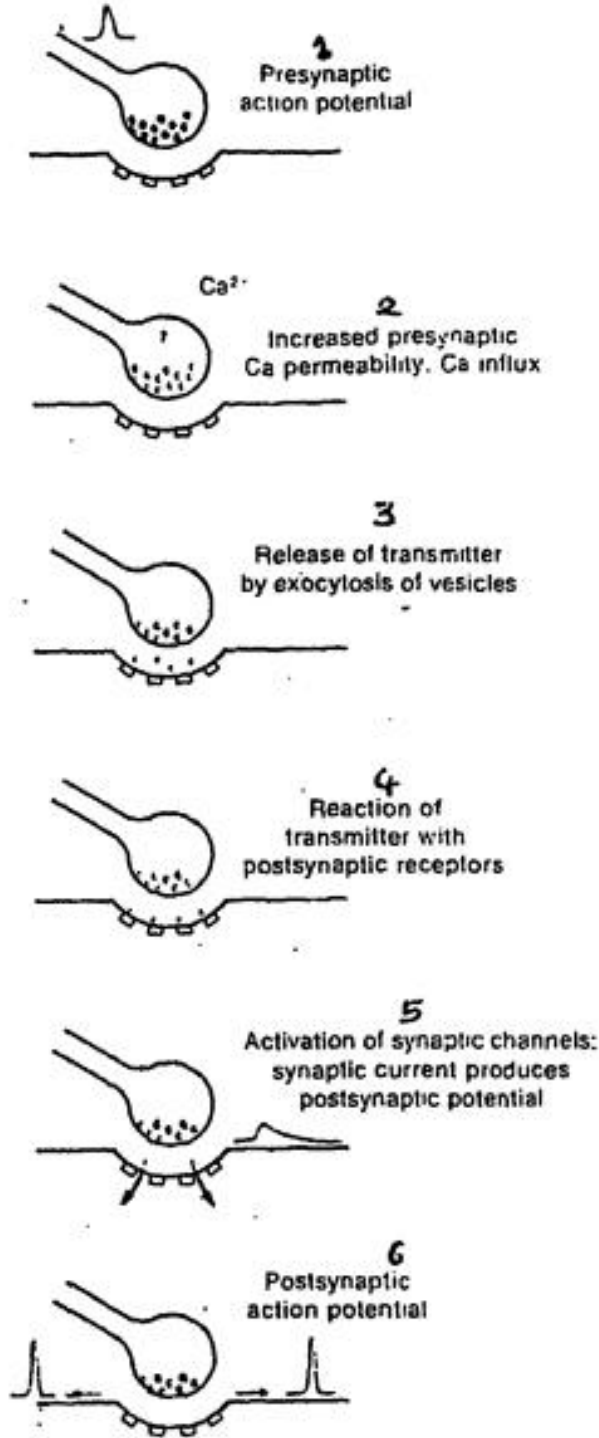 1
Presynaptic
action potential
Ca²⁺
2
Increased presynaptic
Ca permeability. Ca influx
3
Release of transmitter
by exocytosis of vesicles
4
Reaction of
transmitter with
postsynaptic receptors
5
Activation of synaptic channels:
synaptic current produces
postsynaptic potential
6
Postsynaptic
action potential